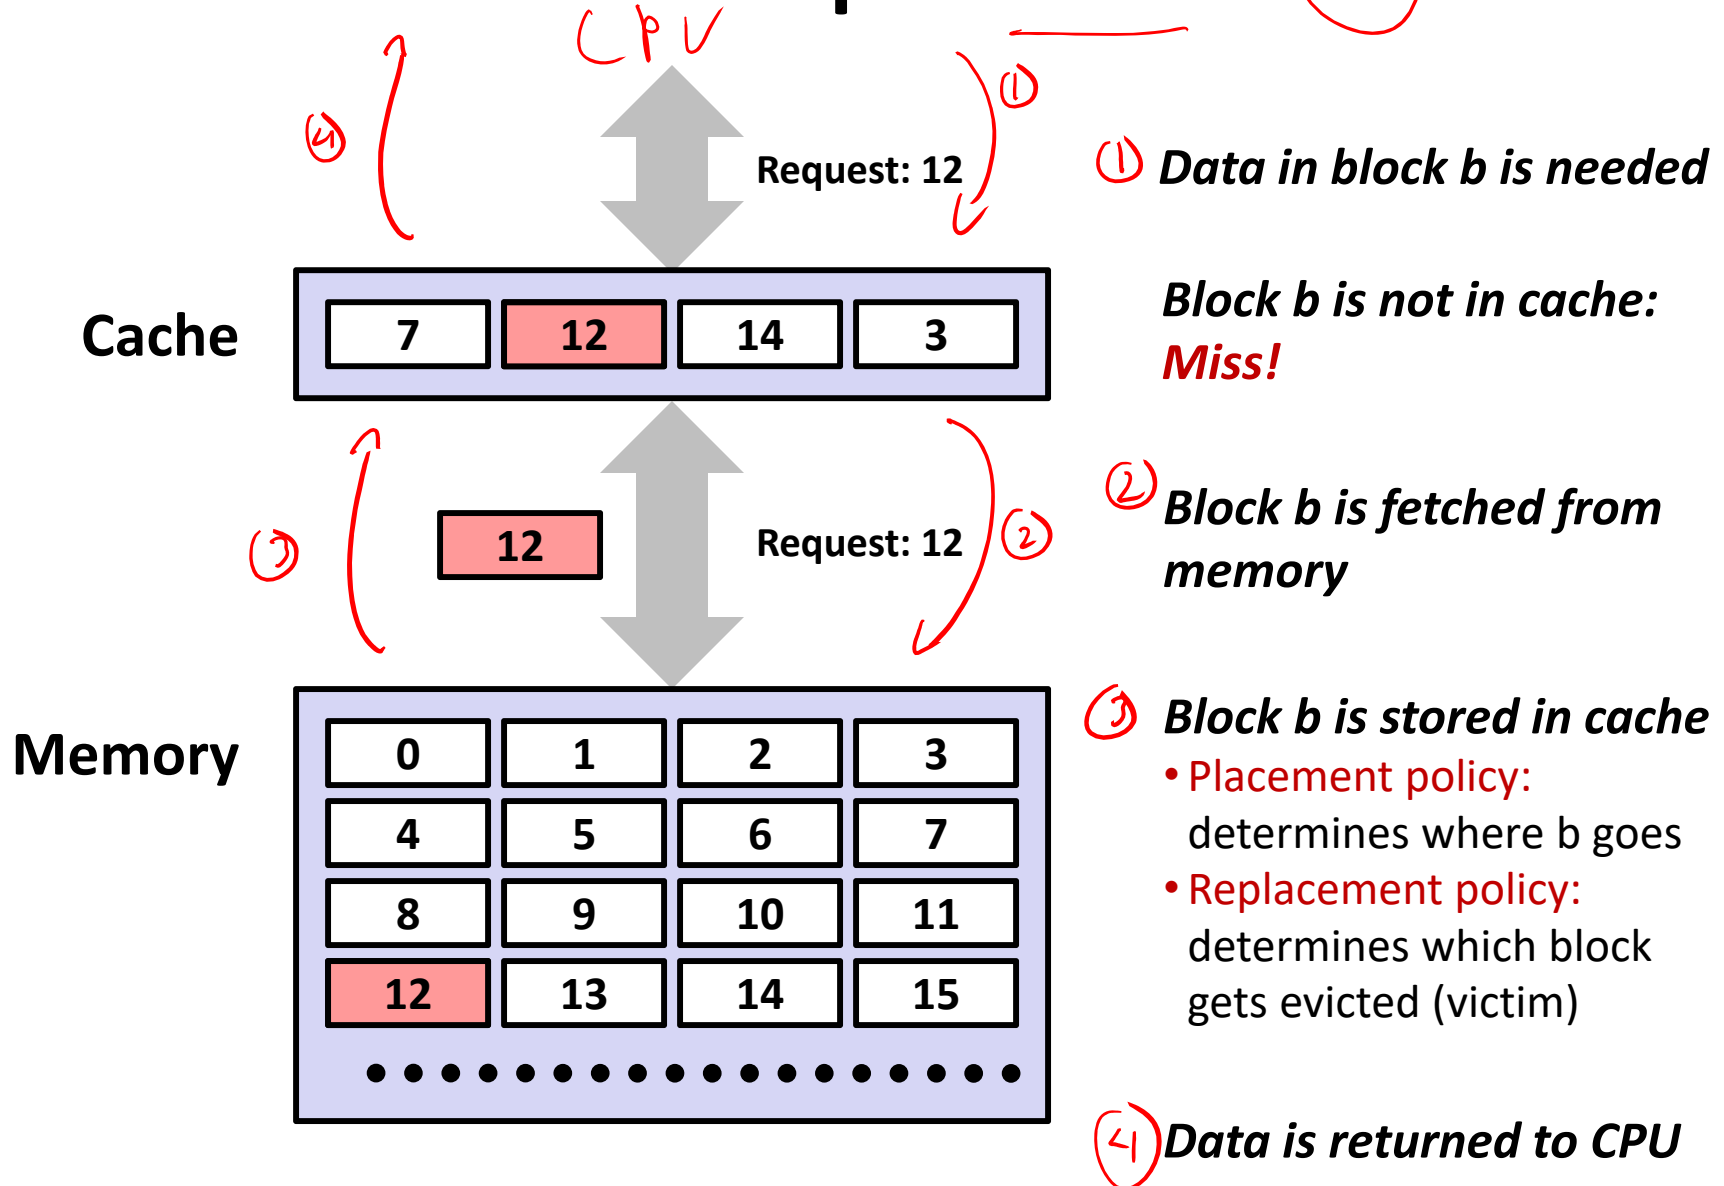 CPU
①
④
Request: 12
① Data in block b is needed
Cache
7 12 14 3
Block b is not in cache:
Miss!
③
12
Request: 12
②
② Block b is fetched from
memory
Memory
0 1 2 3
4 5 6 7
8 9 10 11
12 13 14 15
③ Block b is stored in cache
• Placement policy:
determines where b goes
• Replacement policy:
determines which block
gets evicted (victim)
④ Data is returned to CPU